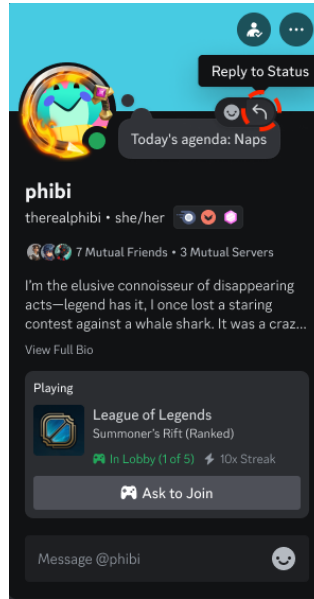 Reply to Status
Today's agenda: Naps
phibi
therealphibi • she/her
7 Mutual Friends • 3 Mutual Servers
I'm the elusive connoisseur of disappearing
acts—legend has it, I once lost a staring
contest against a whale shark. It was a craz...
View Full Bio
Playing
League of Legends
Summoner's Rift (Ranked)
In Lobby (1 of 5) 10x Streak
Ask to Join
Message @phibi